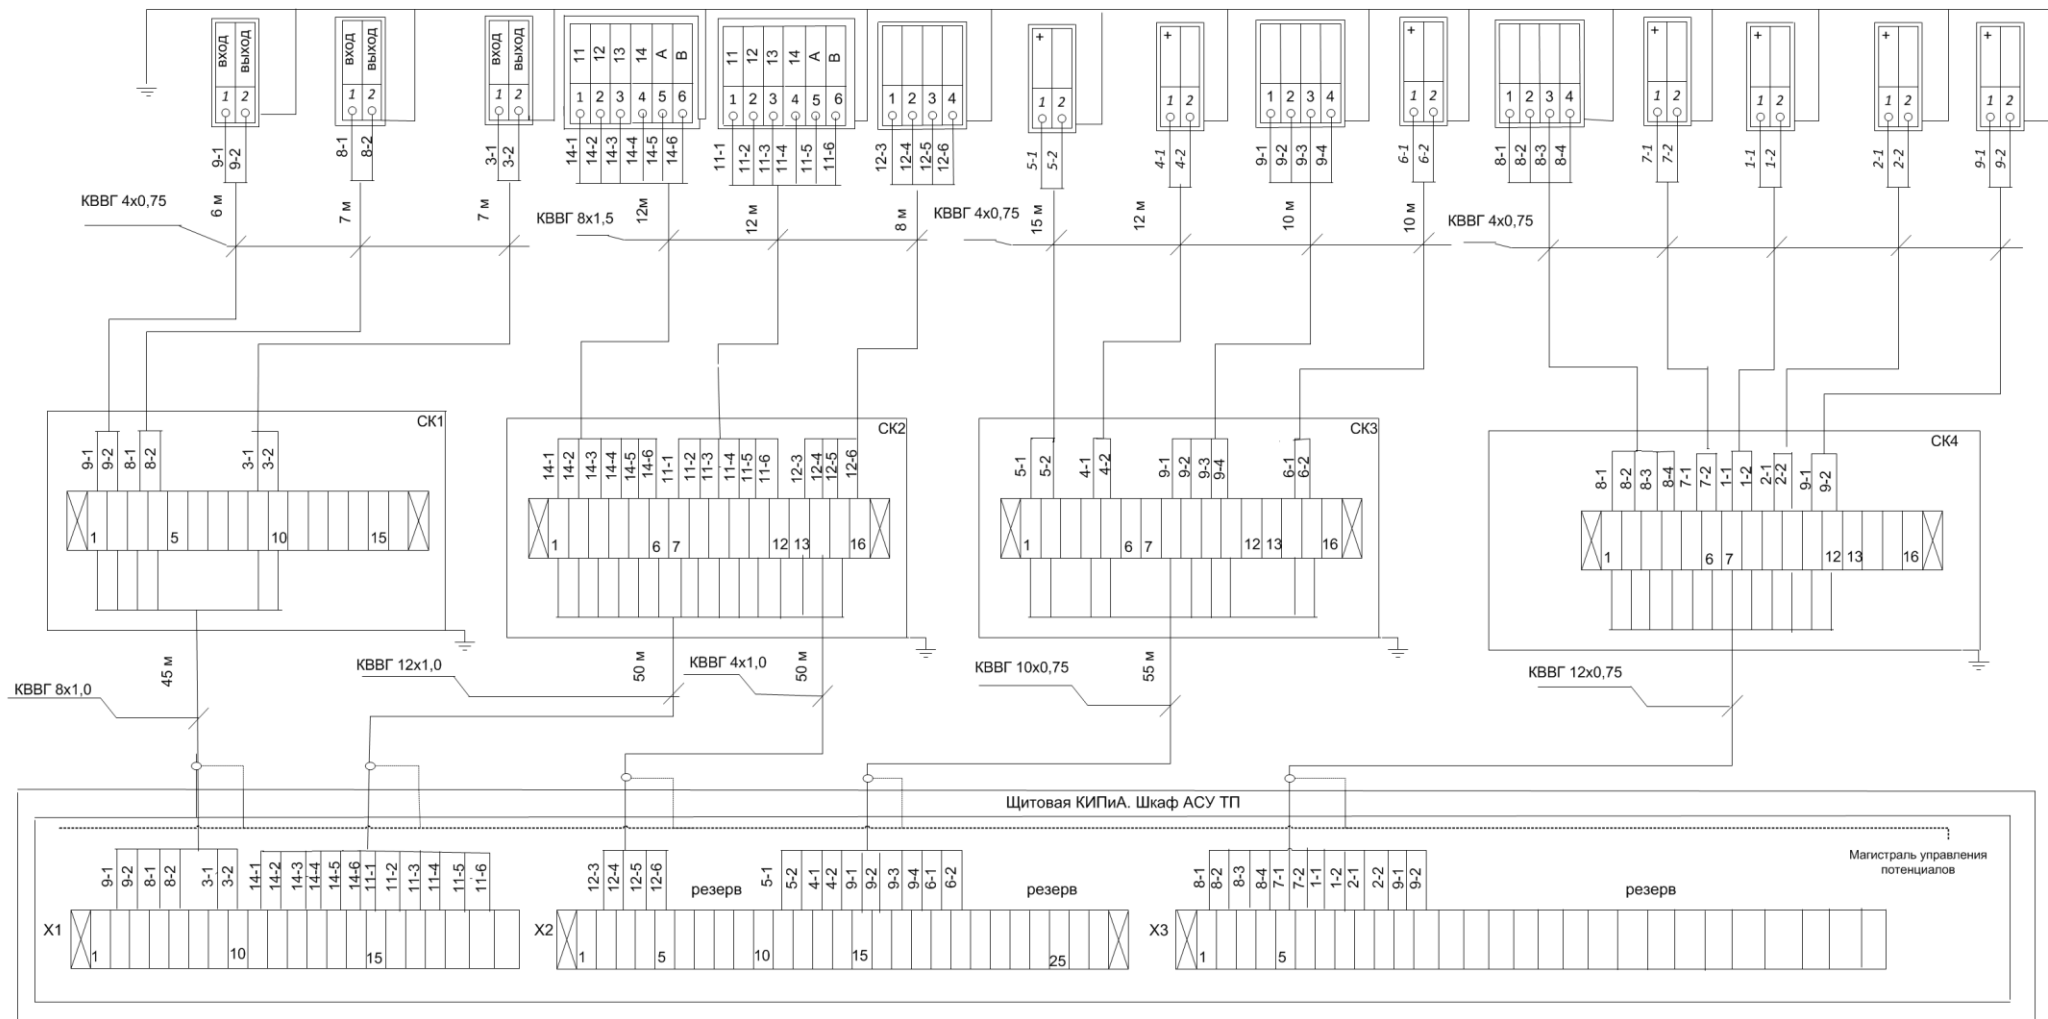 вход выход вход выход вход выход 11 12 13 14 А В 11 12 13 14 А В + + + + + + +
1 2 1 2 1 2 1 2 3 4 5 6 1 2 3 4 5 6 1 2 3 4 1 2 1 2 1 2 3 4 1 2 1 2 3 4 1 2 1 2 1 2 1 2
9-1 9-2 8-1 8-2 3-1 3-2 14-1 14-2 14-3 14-4 14-5 14-6 11-1 11-2 11-3 11-4 11-5 11-6 12-3 12-4 12-5 12-6 5-1 5-2 4-1 4-2 9-1 9-2 9-3 9-4 6-1 6-2 8-1 8-2 8-3 8-4 7-1 7-2 1-1 1-2 2-1 2-2 9-1 9-2
КВВГ 4х0,75 6 м 7 м 7 м КВВГ 8х1,5 12м 12 м 8 м КВВГ 4х0,75 15 м 12 м 10 м 10 м КВВГ 4х0,75
СК1 СК2 СК3 СК4
9-1 9-2 8-1 8-2 3-1 3-2 14-1 14-2 14-3 14-4 14-5 14-6 11-1 11-2 11-3 11-4 11-5 11-6 12-3 12-4 12-5 12-6 5-1 5-2 4-1 4-2 9-1 9-2 9-3 9-4 6-1 6-2 8-1 8-2 8-3 8-4 7-1 7-2 1-1 1-2 2-1 2-2 9-1 9-2
1 5 10 15 1 6 7 12 13 16 1 6 7 12 13 16 1 6 7 12 13 16
КВВГ 8х1,0 45 м КВВГ 12х1,0 50 м КВВГ 4х1,0 50 м КВВГ 10х0,75 55 м КВВГ 12х0,75
Щитовая КИПиА. Шкаф АСУ ТП
Магистраль управления
потенциалов
9-1 9-2 8-1 8-2 3-1 3-2 14-1 14-2 14-3 14-4 14-5 14-6 11-1 11-2 11-3 11-4 11-5 11-6 12-3 12-4 12-5 12-6 резерв 5-1 5-2 4-1 4-2 9-1 9-2 9-3 9-4 6-1 6-2 резерв 8-1 8-2 8-3 8-4 7-1 7-2 1-1 1-2 2-1 2-2 9-1 9-2 резерв
Х1 1 10 15 Х2 1 5 10 15 25 Х3 1 5